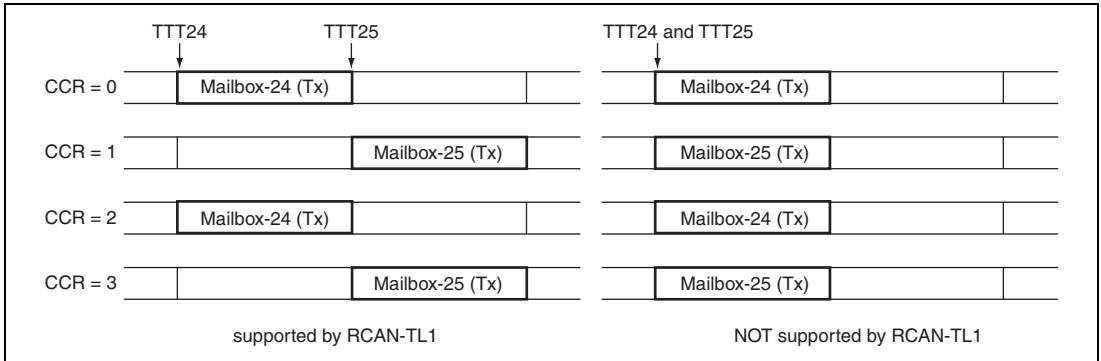 TTT24 TTT25 TTT24 and TTT25
CCR = 0 Mailbox-24 (Tx) Mailbox-24 (Tx)
CCR = 1 Mailbox-25 (Tx) Mailbox-25 (Tx)
CCR = 2 Mailbox-24 (Tx) Mailbox-24 (Tx)
CCR = 3 Mailbox-25 (Tx) Mailbox-25 (Tx)
supported by RCAN-TL1 NOT supported by RCAN-TL1